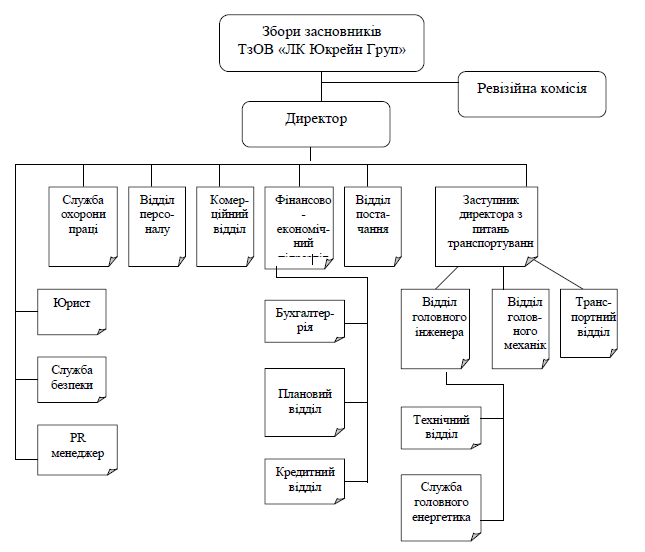 Збори засновників
ТзОВ «ЛК Юкрейн Груп»
Ревізійна комісія
Директор
Служба
охорони
праці
Відділ
персо-
налу
Комер-
ційний
відділ
Фінансово
-
економіч-
ний
Відділ
поста-
чання
Заступник
директора з
питань
транспортуванн
Юрист
Служба
безпеки
PR
менеджер
Бухгалтер-
рія
Плановий
відділ
Кредитний
відділ
Відділ
головного
інженера
Відділ
голов-
ного
механік
Транс-
портний
відділ
Технічний
відділ
Служба
головного
енергетика